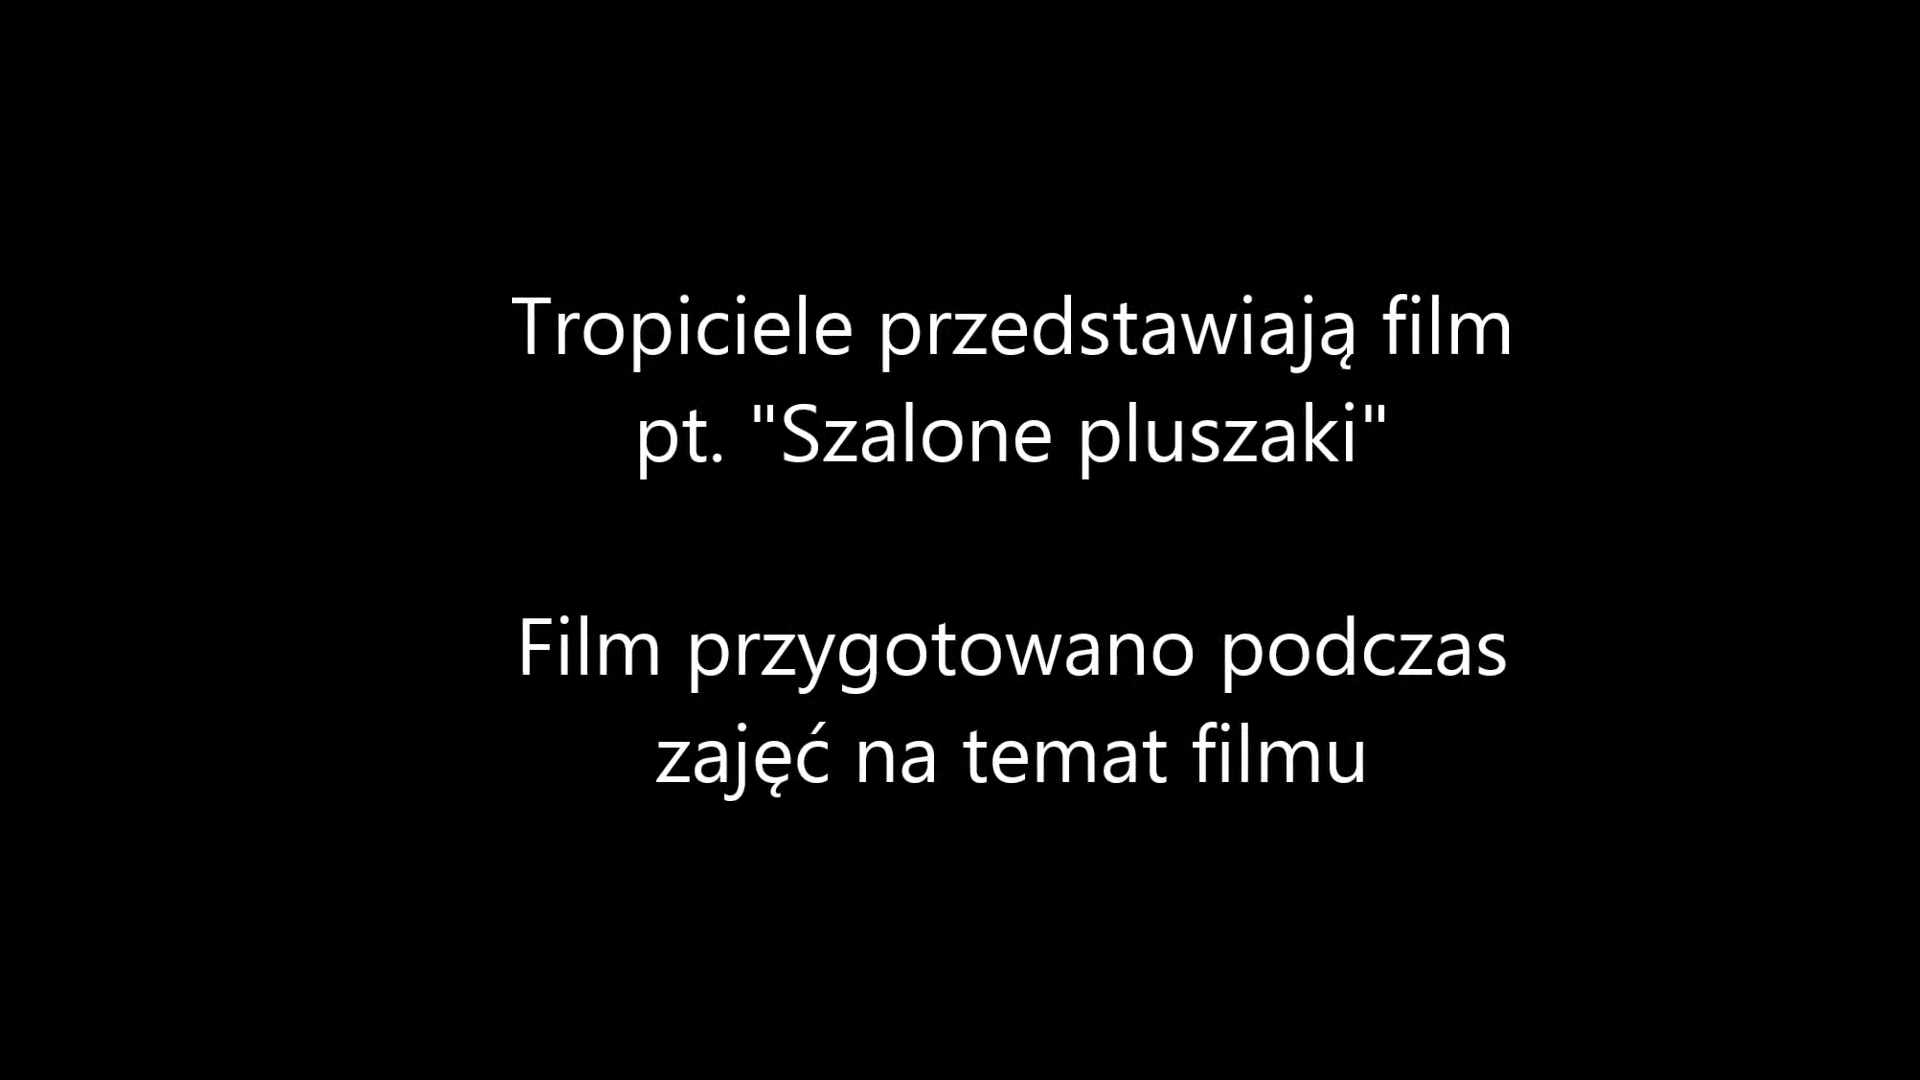 Tropiciele przedstawiają film
pt. "Szalone pluszaki"
Film przygotowano podczas
zajęć na temat filmu